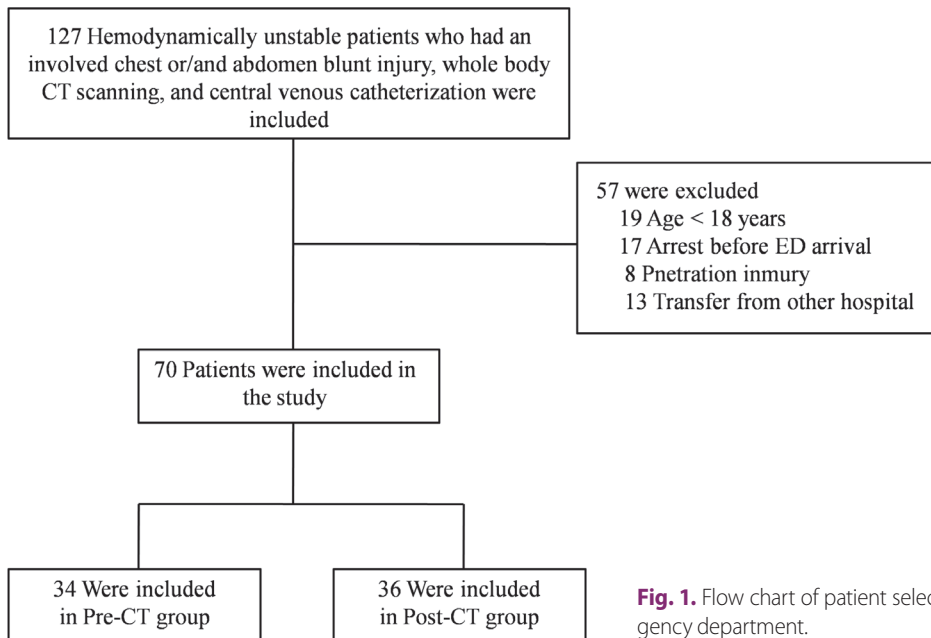 127 Hemodynamically unstable patients who had an
involved chest or/and abdomen blunt injury, whole body
CT scanning, and central venous catheterization were
included
57 were excluded
19 Age < 18 years
17 Arrest before ED arrival
8 Pnetration inmury
13 Transfer from other hospital
70 Patients were included in
the study
34 Were included
in Pre-CT group
36 Were included
in Post-CT group
Fig. 1. Flow chart of patient selec
gency department.